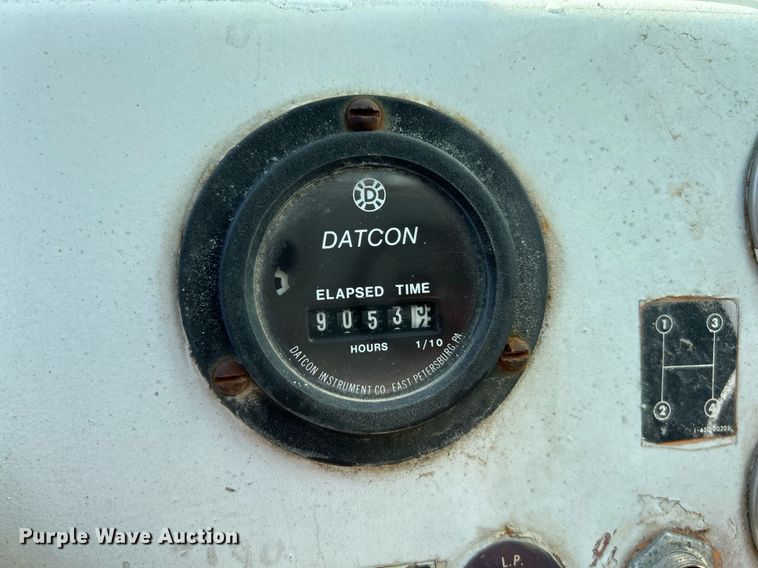 D
DATCON
ELAPSED TIME
9053
HOURS 1/10
DATCON INSTRUMENT CO. EAST PETERSBURG, PA.
1 3
2 4
L.P.
Purple Wave Auction